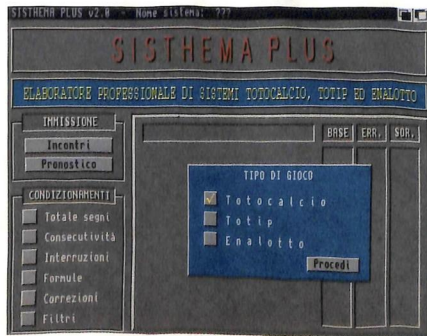 SISTHEMA PLUS v2.0 - Nome sistema: ???
SISTHEMA PLUS
ELABORATORE PROFESSIONALE DI SISTEMI TOTOCALCIO, TOTIP ED ENALOTTO
IMMISSIONE
Incontri
Pronostico
CONDIZIONAMENTI
Totale segni
Consecutività
Interruzioni
Formule
Correzioni
Filtri
BASE ERR. SOR.
TIPO DI GIOCO
Totocalcio
Totip
Enalotto
Procedi